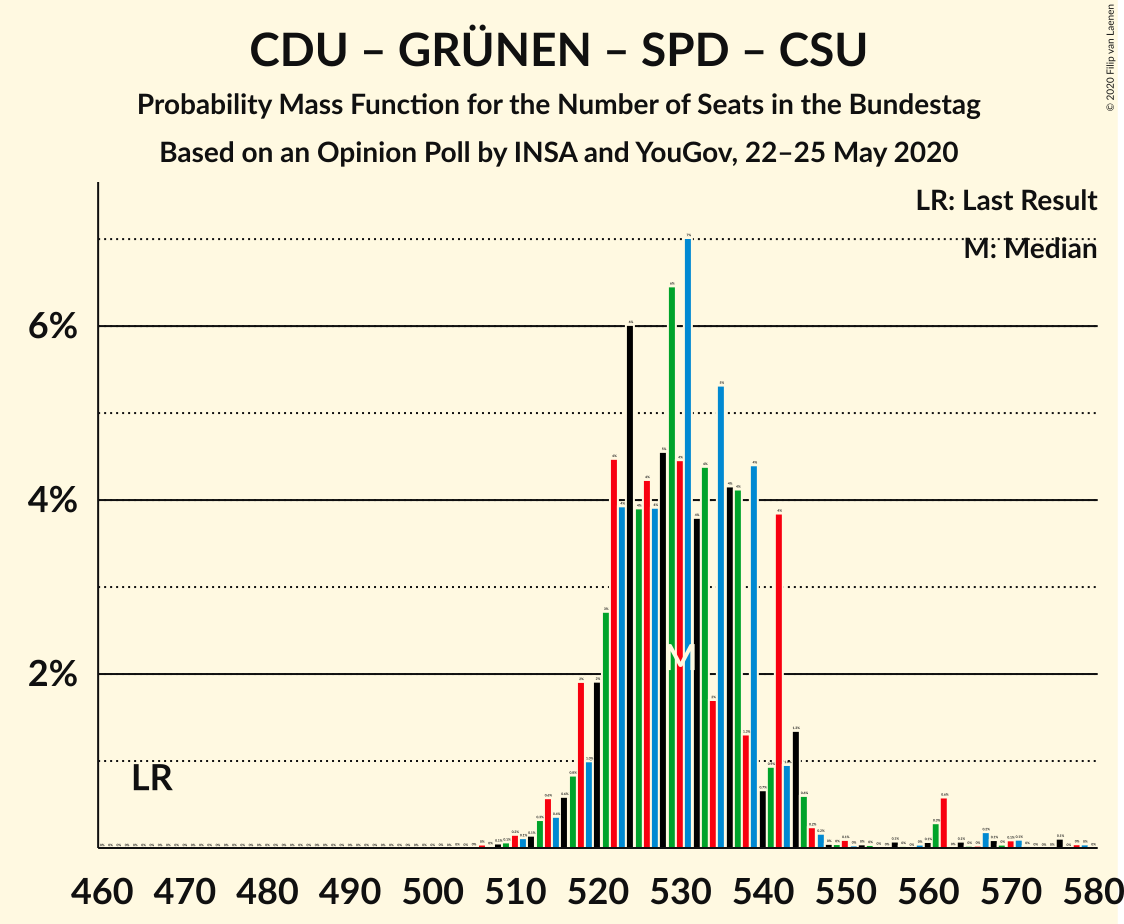 CDU – GRÜNEN – SPD – CSU
Probability Mass Function for the Number of Seats in the Bundestag
Based on an Opinion Poll by INSA and YouGov, 22–25 May 2020
© 2020 Filip van Laenen
LR: Last Result
M: Median
6%
4%
2%
LR
M
460 470 480 490 500 510 520 530 540 550 560 570 580